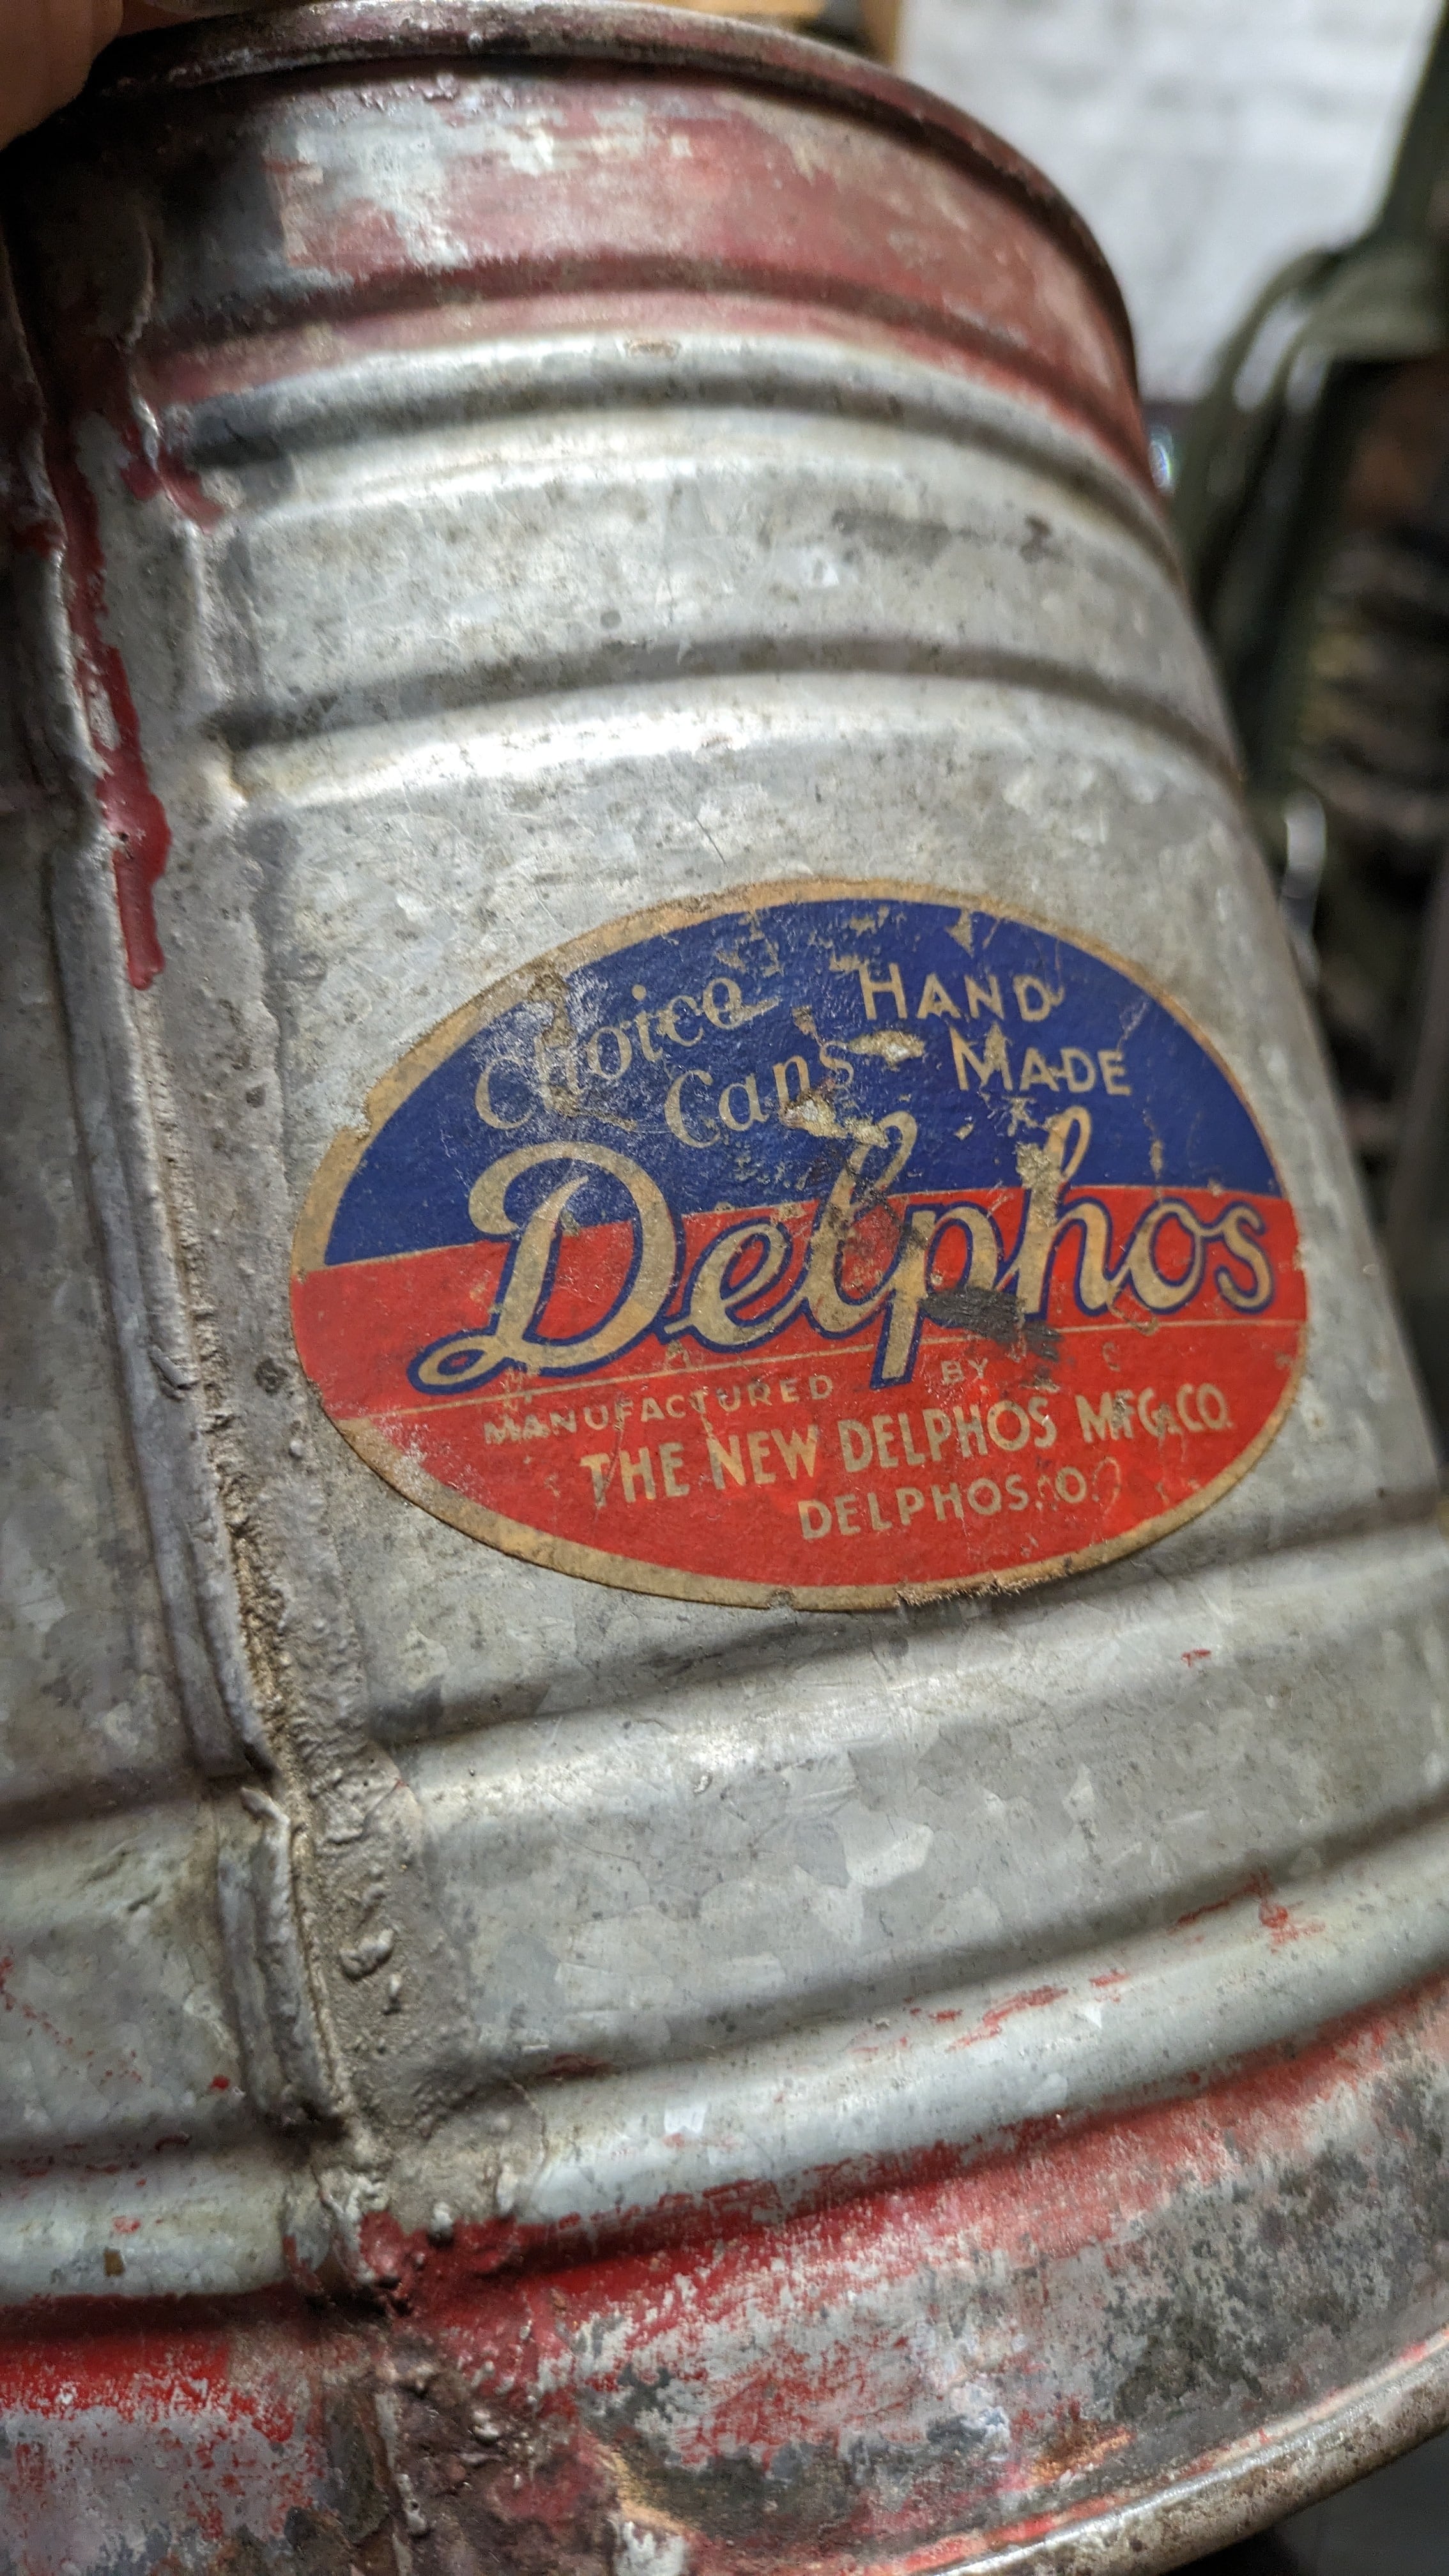 Choice
Cans
HAND
MADE
Delphos
MANUFACTURED BY
THE NEW DELPHOS MFG. CO.
DELPHOS, O.